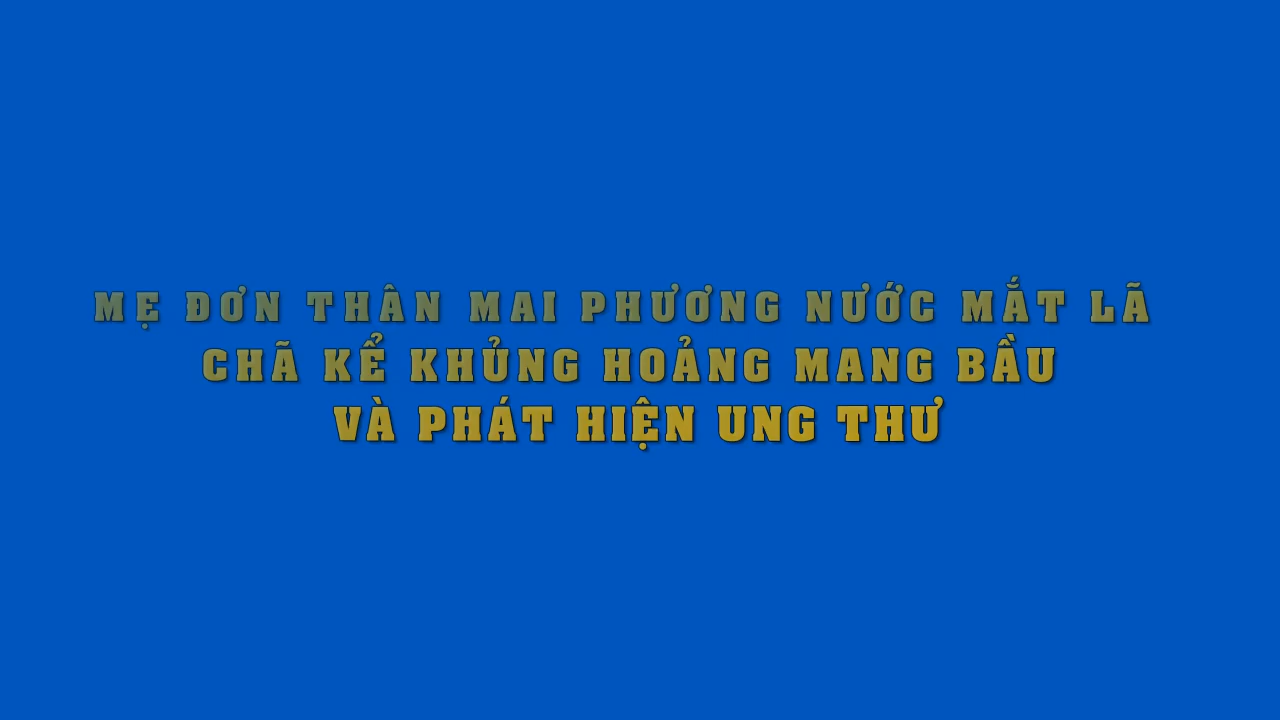 MẸ ĐƠN THÂN MAI PHƯƠNG NƯỚC MẮT LÃ
CHÃ KỂ KHỦNG HOẢNG MANG BẦU
VÀ PHÁT HIỆN UNG THƯ